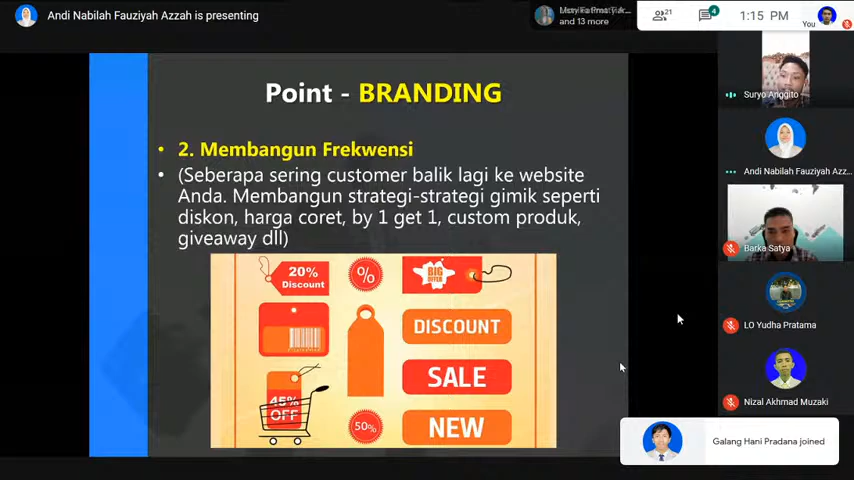 Andi Nabilah Fauziyah Azzah is presenting
and 13 more
21
4
1:15 PM
You
Point - BRANDING
• 2. Membangun Frekwensi
• (Seberapa sering customer balik lagi ke website
Anda. Membangun strategi-strategi gimik seperti
diskon, harga coret, by 1 get 1, custom produk,
giveaway dll)
20%
Discount
%
BIG
OFFER
DISCOUNT
SALE
45%
OFF
50%
NEW
Suryo Anggito
Andi Nabilah Fauziyah Azz...
Barka Satya
LO Yudha Pratama
Nizal Akhmad Muzaki
Galang Hani Pradana joined